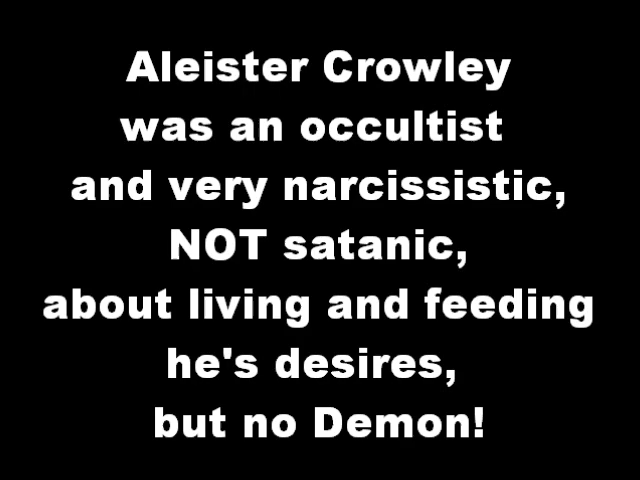 Aleister Crowley
was an occultist
and very narcissistic,
NOT satanic,
about living and feeding
he's desires,
but no Demon!